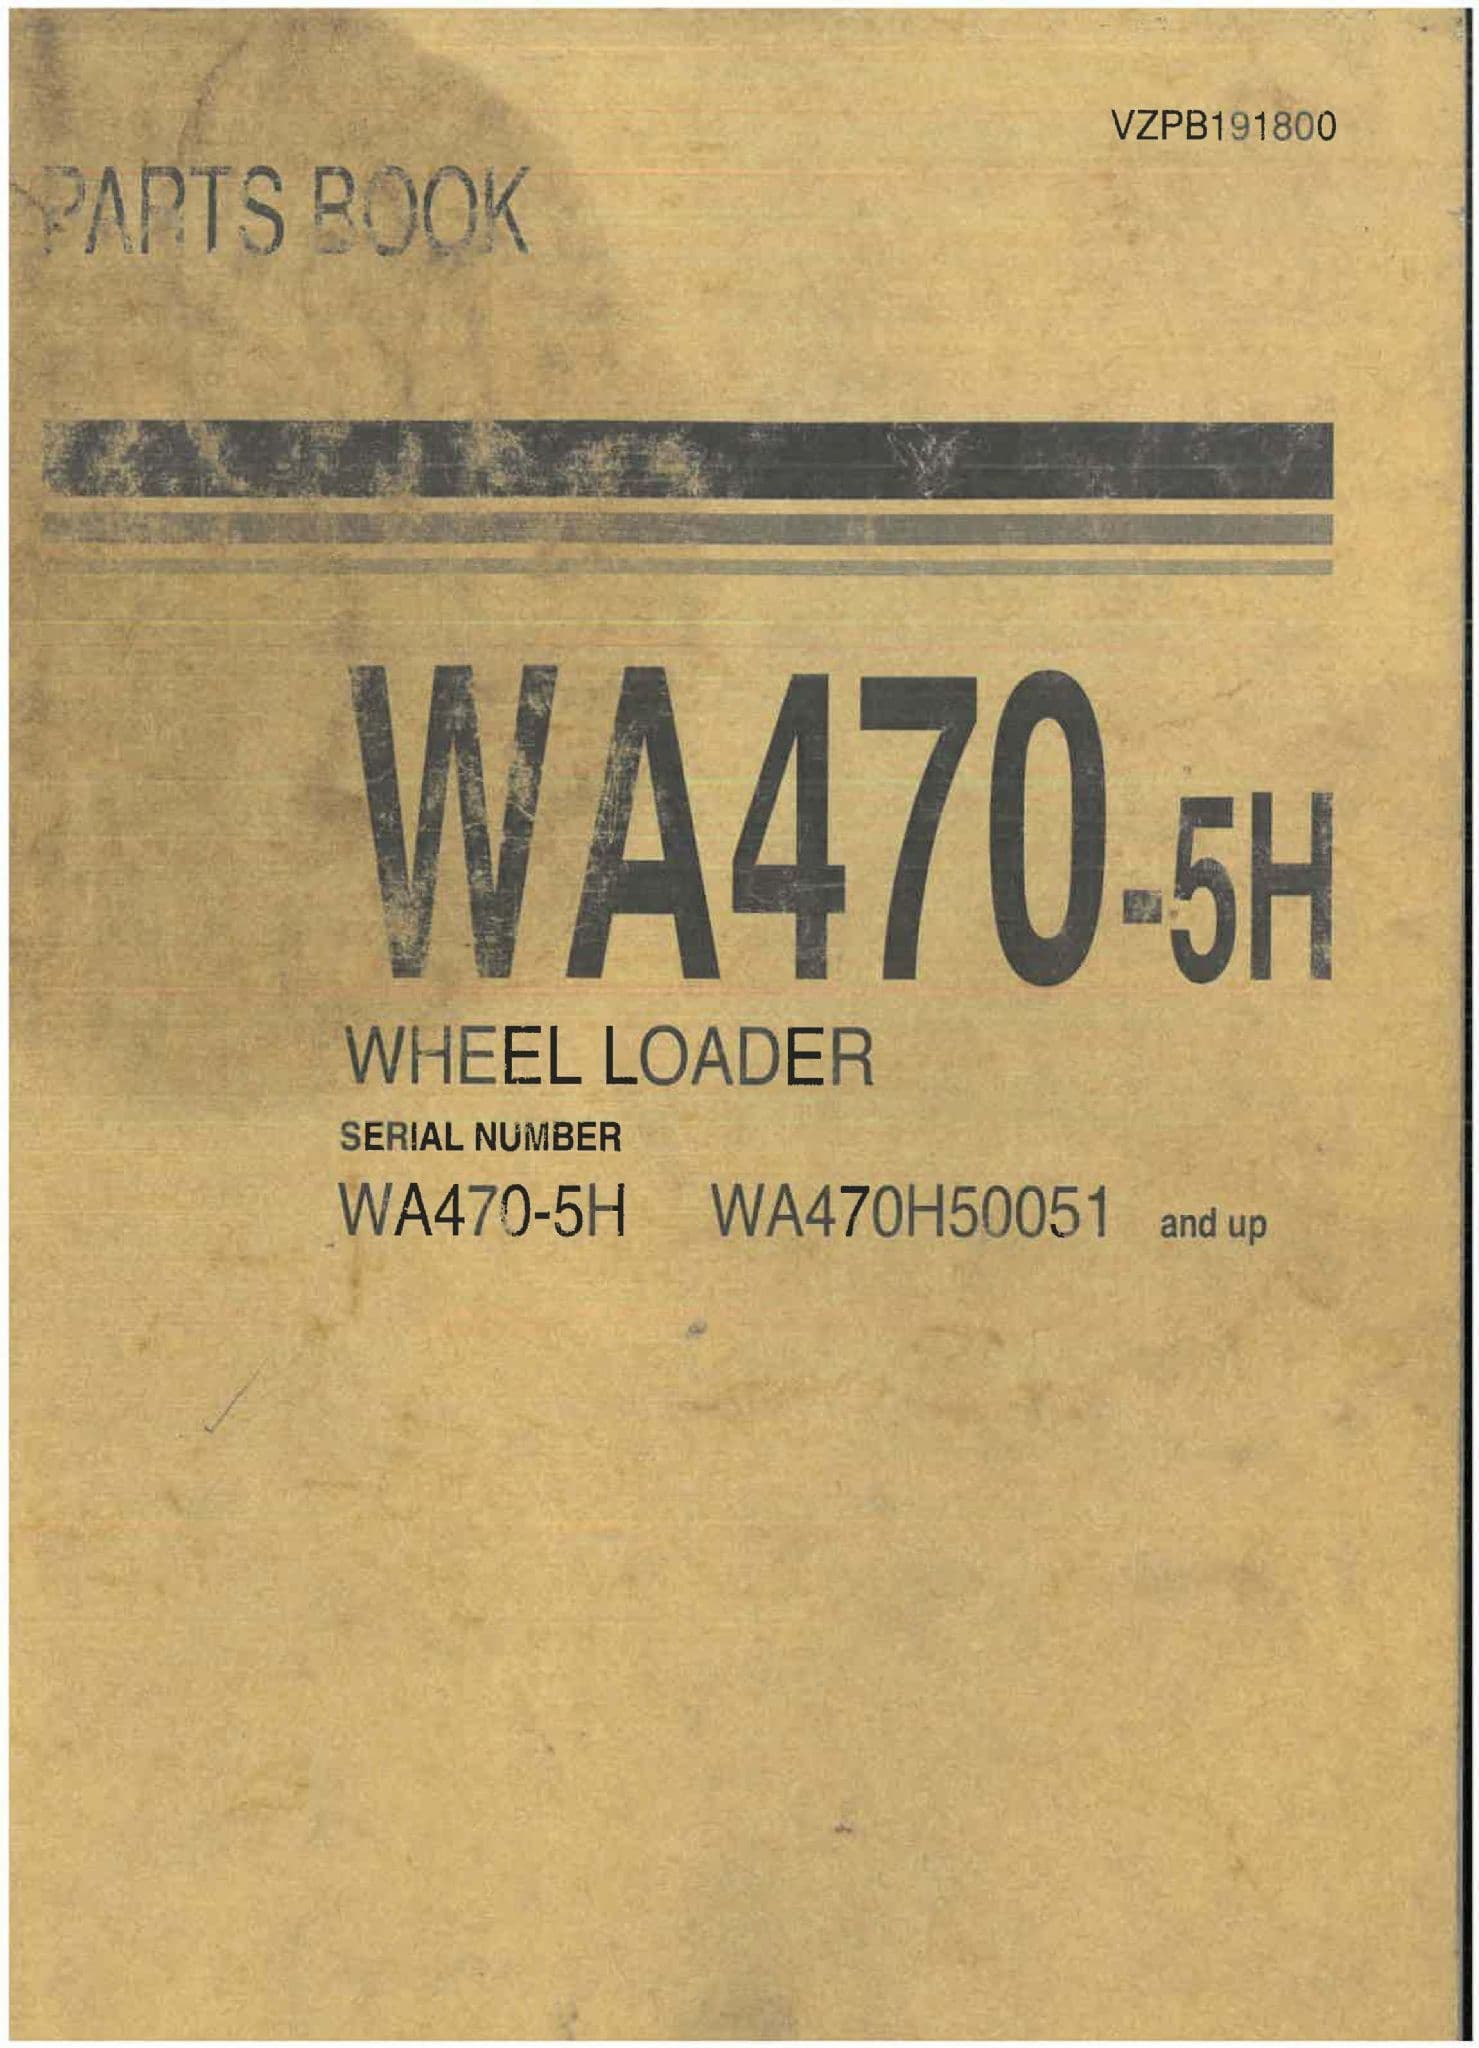 VZPB191800
PARTS BOOK
WA470-5H
WHEEL LOADER
SERIAL NUMBER
WA470-5H WA470H50051 and up